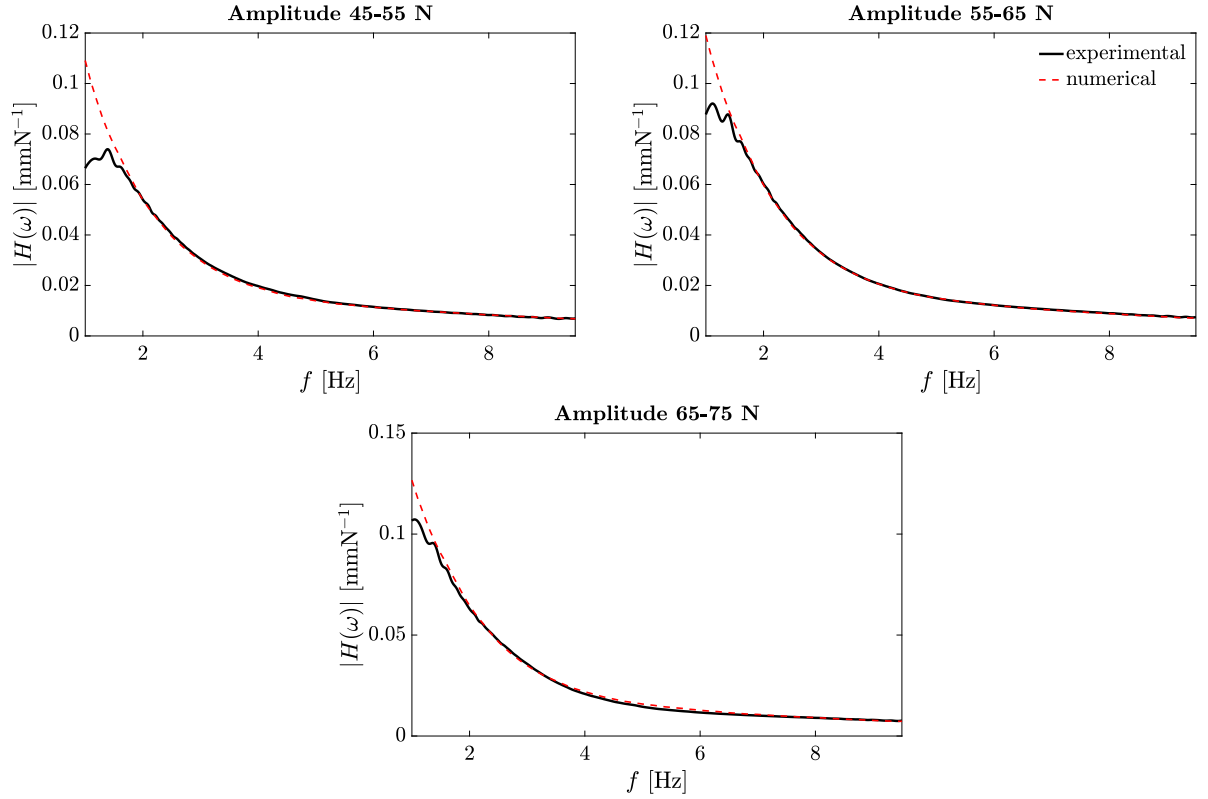 Amplitude 45-55 N
0.12
0.1
0.08
0.06
0.04
0.02
0
|H(ω)| [mmN⁻¹]
2
4
6
8
f [Hz]
Amplitude 55-65 N
0.12
0.1
0.08
0.06
0.04
0.02
0
|H(ω)| [mmN⁻¹]
experimental
numerical
2
4
6
8
f [Hz]
Amplitude 65-75 N
0.15
0.1
0.05
0
|H(ω)| [mmN⁻¹]
2
4
6
8
f [Hz]